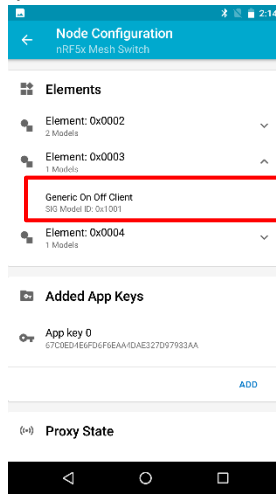 2:14
Node Configuration
nRF5x Mesh Switch
Elements
Element: 0x0002
2 Models
Element: 0x0003
1 Models
Generic On Off Client
SIG Model ID: 0x1001
Element: 0x0004
1 Models
Added App Keys
App key 0
67C0ED4E6FD6F6EAA4DAE327D97933AA
ADD
Proxy State